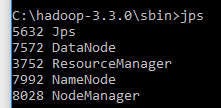 C:\hadoop-3.3.0\sbin>jps
5632 Jps
7572 DataNode
3752 ResourceManager
7992 NameNode
8028 NodeManager